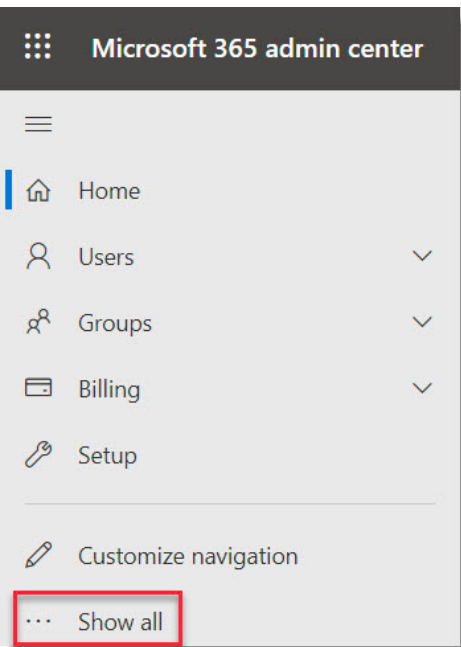 Microsoft 365 admin center
Home
Users
Groups
Billing
Setup
Customize navigation
Show all